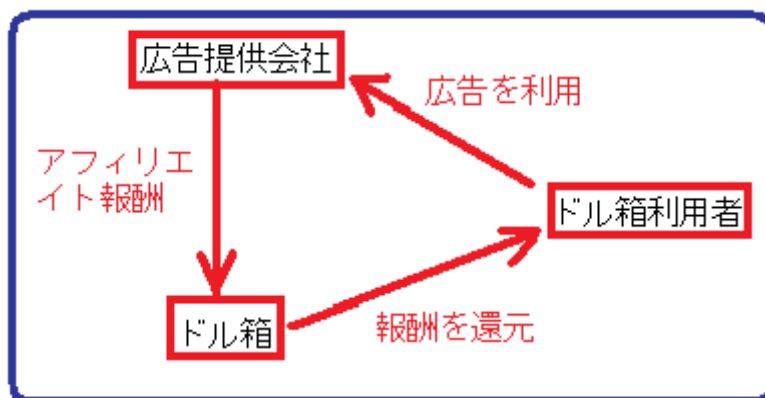 広告提供会社
広告を利用
アフィリエ
イト報酬
ドル箱利用者
ドル箱
報酬を還元